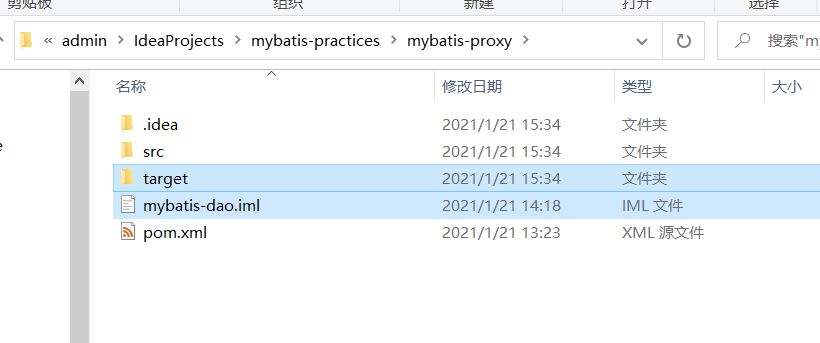 剪贴板 组织 新建 打开 选择
« admin IdeaProjects mybatis-practices mybatis-proxy 搜索"my
名称 修改日期 类型 大小
.idea 2021/1/21 15:34 文件夹
src 2021/1/21 15:34 文件夹
target 2021/1/21 15:34 文件夹
mybatis-dao.iml 2021/1/21 14:18 IML 文件
pom.xml 2021/1/21 13:23 XML 源文件